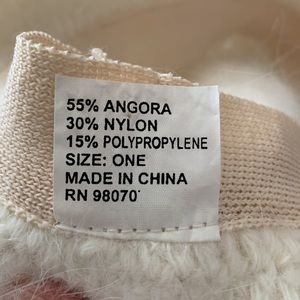 55% ANGORA
30% NYLON
15% POLYPROPYLENE
SIZE: ONE
MADE IN CHINA
RN 98070